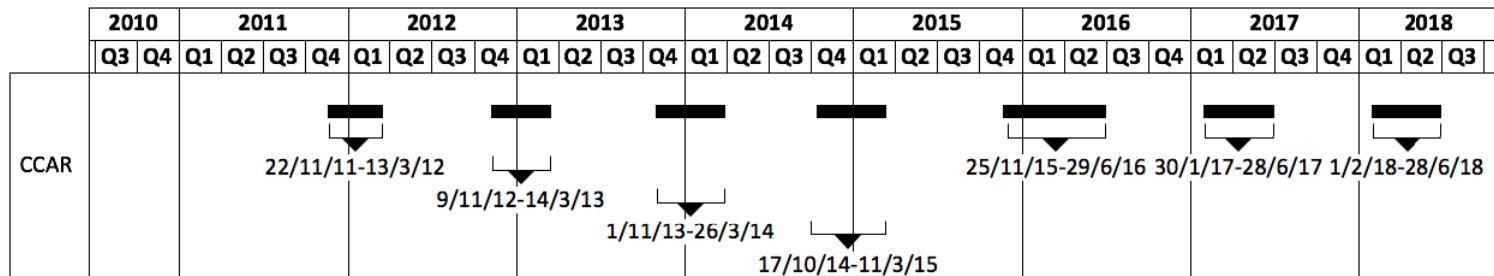 2010 2011 2012 2013 2014 2015 2016 2017 2018
Q3 Q4 Q1 Q2 Q3 Q4 Q1 Q2 Q3 Q4 Q1 Q2 Q3 Q4 Q1 Q2 Q3 Q4 Q1 Q2 Q3 Q4 Q1 Q2 Q3 Q4 Q1 Q2 Q3 Q4 Q1 Q2 Q3
CCAR
22/11/11-13/3/12 25/11/15-29/6/16 30/1/17-28/6/17 1/2/18-28/6/18
9/11/12-14/3/13
1/11/13-26/3/14
17/10/14-11/3/15